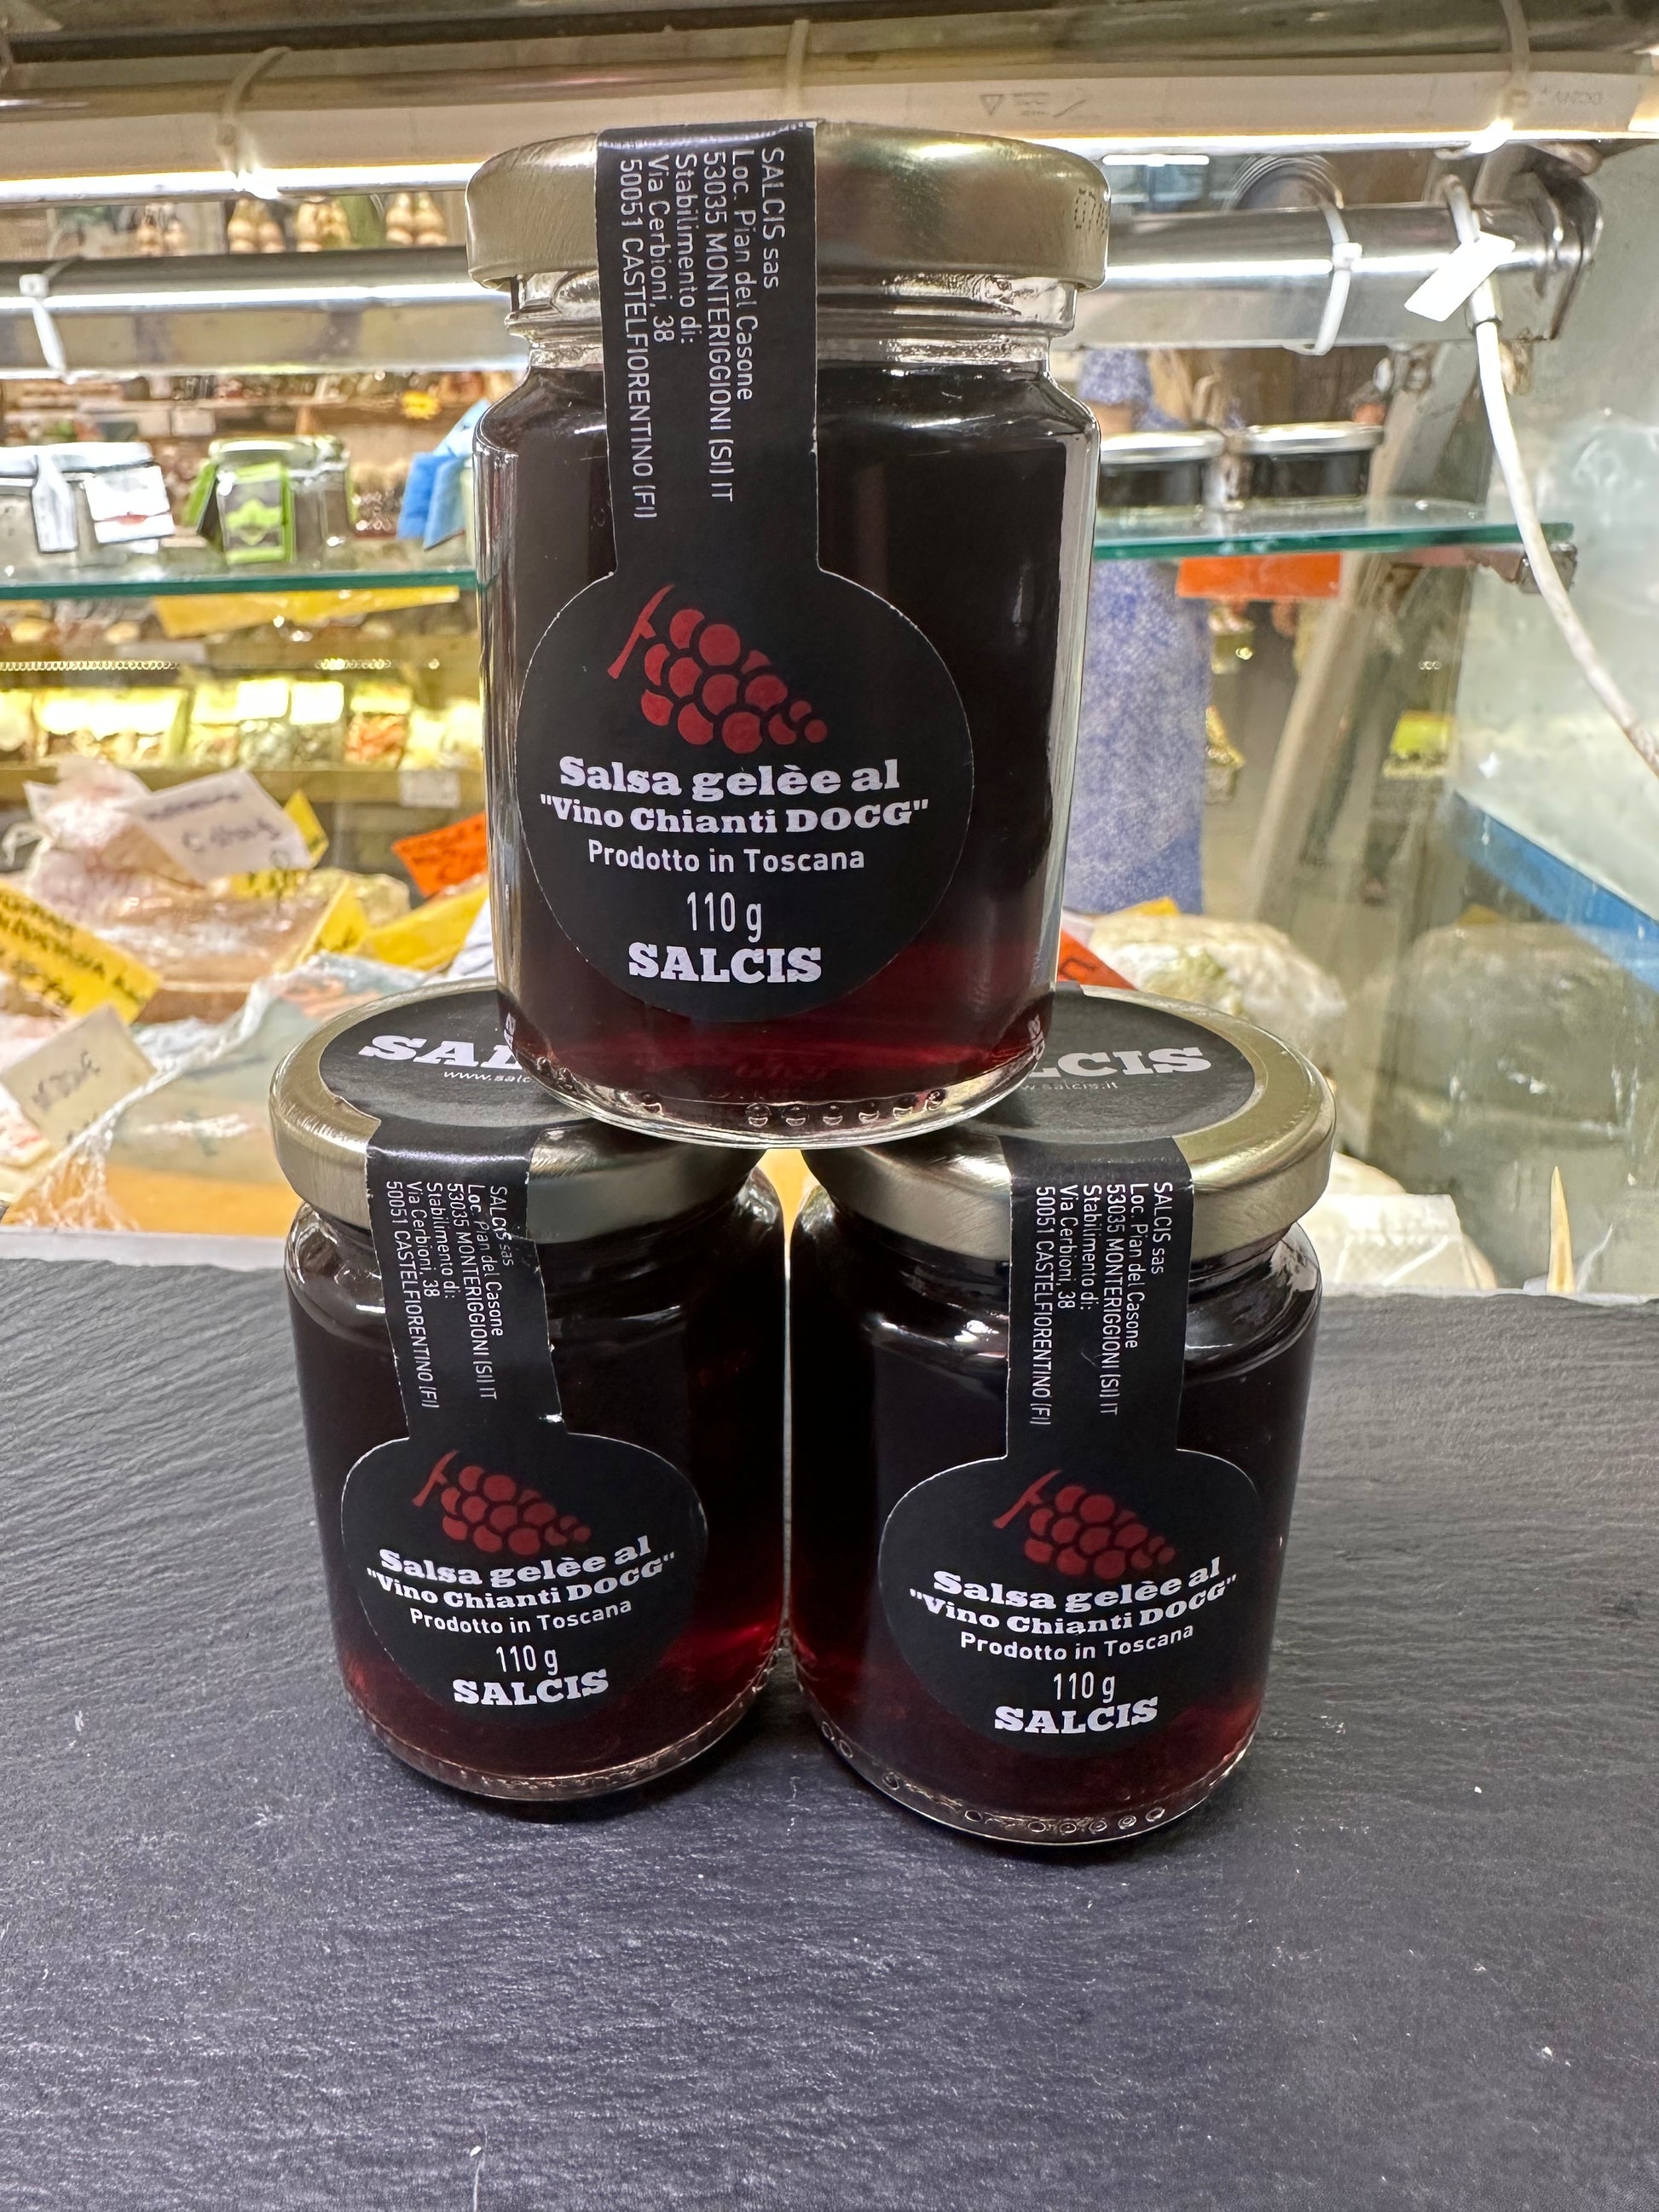 SALCIS sas
Loc. Pian del Casone
53035 MONTERIGGIONI (SI) IT
Stabilimento di:
Via Cerbioni, 38
50051 CASTELFIORENTINO (FI)
Salsa gelèe al
"Vino Chianti DOCG"
Prodotto in Toscana
110 g
SALCIS
SALCIS sas
Loc. Pian del Casone
53035 MONTERIGGIONI (SI) IT
Stabilimento di:
Via Cerbioni, 38
50051 CASTELFIORENTINO (FI)
Salsa gelèe al
"Vino Chianti DOCG"
Prodotto in Toscana
110 g
SALCIS
SALCIS sas
Loc. Pian del Casone
53035 MONTERIGGIONI (SI) IT
Stabilimento di:
Via Cerbioni, 38
50051 CASTELFIORENTINO (FI)
Salsa gelèe al
"Vino Chianti DOCG"
Prodotto in Toscana
110 g
SALCIS